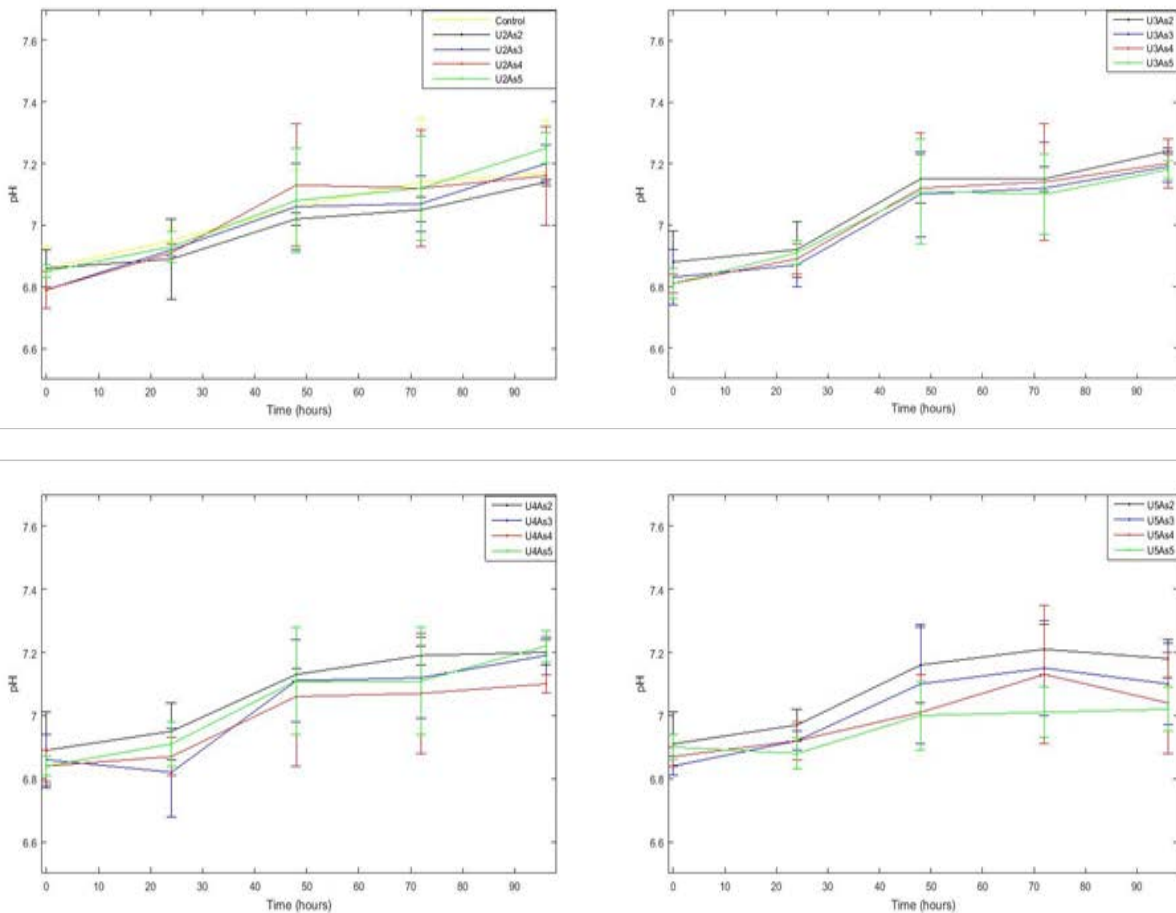 Control
U2As2
U2As3
U2As4
U2As5
7.6
7.4
7.2
7
6.8
6.6
pH
0 10 20 30 40 50 60 70 80 90
Time (hours)
U3As2
U3As3
U3As4
U3As5
7.6
7.4
7.2
7
6.8
6.6
pH
0 10 20 30 40 50 60 70 80 90
Time (hours)
U4As2
U4As3
U4As4
U4As5
7.6
7.4
7.2
7
6.8
6.6
pH
0 10 20 30 40 50 60 70 80 90
Time (hours)
U5As2
U5As3
U5As4
U5As5
7.6
7.4
7.2
7
6.8
6.6
pH
0 10 20 30 40 50 60 70 80 90
Time (hours)